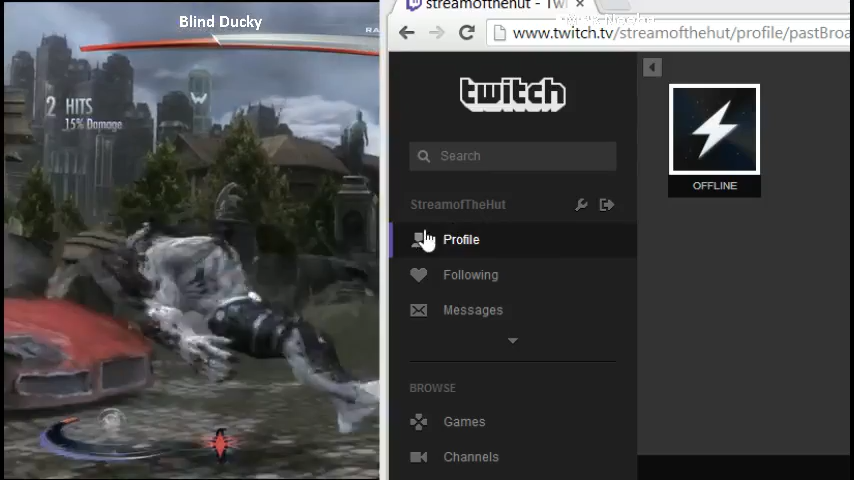 Blind Ducky
RA
2 HITS
15% Damage
streamofthehut - Tw
www.twitch.tv/streamofthehut/profile/pastBroa
twitch
Search
OFFLINE
StreamofTheHut
Profile
Following
Messages
BROWSE
Games
Channels